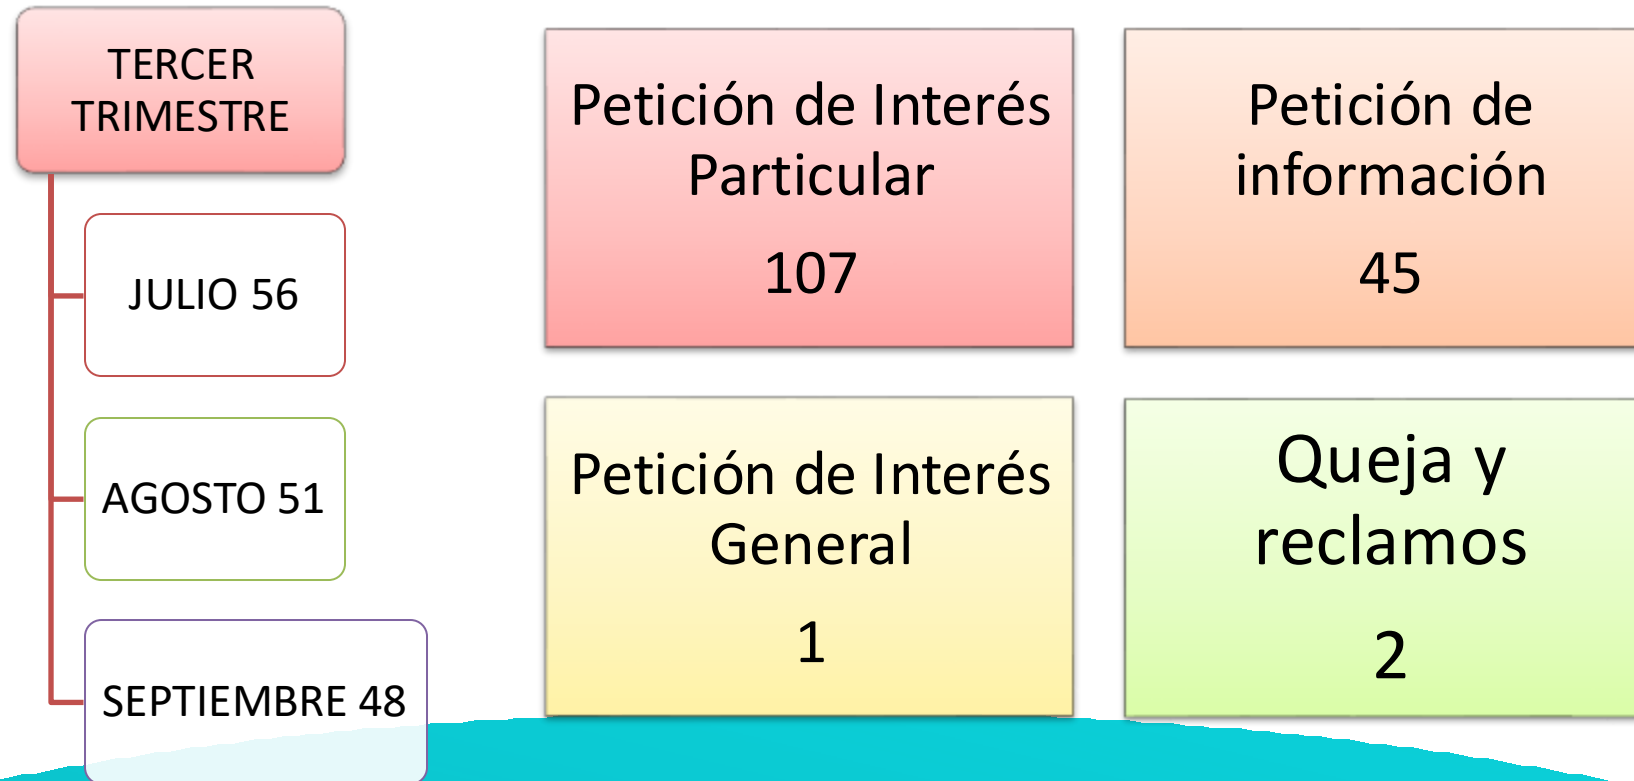 TERCER
TRIMESTRE
JULIO 56
AGOSTO 51
SEPTIEMBRE 48
Petición de Interés
Particular
107
Petición de
información
45
Petición de Interés
General
1
Queja y
reclamos
2